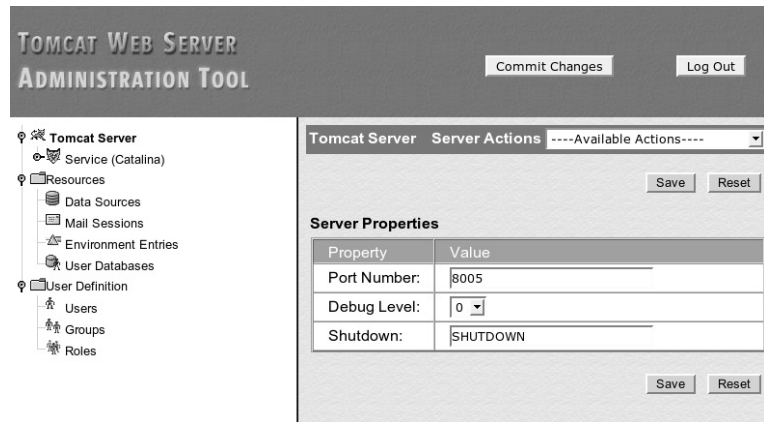 TOMCAT WEB SERVER
ADMINISTRATION TOOL
Commit Changes
Log Out
Tomcat Server
Service (Catalina)
Resources
Data Sources
Mail Sessions
Environment Entries
User Databases
User Definition
Users
Groups
Roles
Tomcat Server Server Actions ----Available Actions----
Save Reset
Server Properties
Property Value
Port Number: 8005
Debug Level: 0
Shutdown: SHUTDOWN
Save Reset